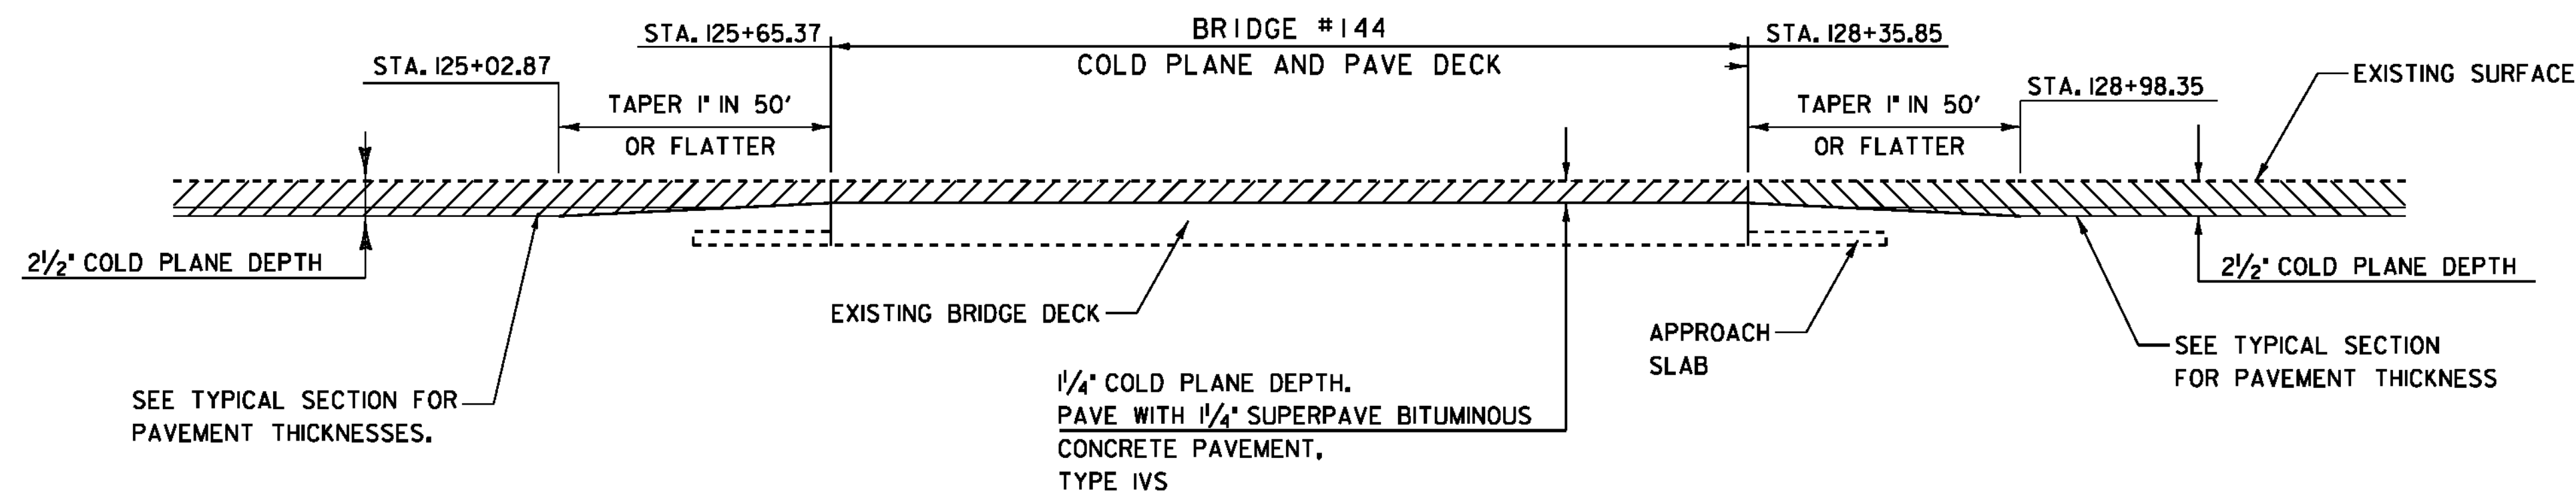 STA. 125+02.87
STA. 125+65.37
BRIDGE #144
COLD PLANE AND PAVE DECK
STA. 128+35.85
STA. 128+98.35
EXISTING SURFACE
TAPER 1" IN 50'
OR FLATTER
TAPER 1" IN 50'
OR FLATTER
2 1/2" COLD PLANE DEPTH
2 1/2" COLD PLANE DEPTH
EXISTING BRIDGE DECK
APPROACH
SLAB
SEE TYPICAL SECTION
FOR PAVEMENT THICKNESS
SEE TYPICAL SECTION FOR
PAVEMENT THICKNESSES.
1 1/4" COLD PLANE DEPTH.
PAVE WITH 1 1/4" SUPERPAVE BITUMINOUS
CONCRETE PAVEMENT,
TYPE IVS